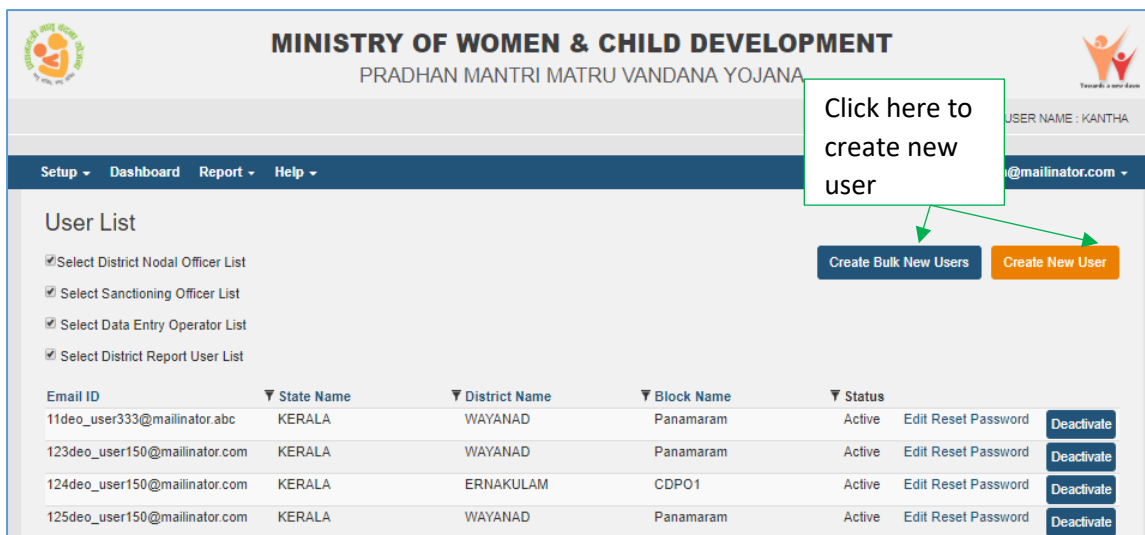 MINISTRY OF WOMEN & CHILD DEVELOPMENT
PRADHAN MANTRI MATRU VANDANA YOJANA
Towards a new dawn
Click here to
create new
user
USER NAME : KANTHA
Setup Dashboard Report Help @mailinator.com
User List
Select District Nodal Officer List
Create Bulk New Users Create New User
Select Sanctioning Officer List
Select Data Entry Operator List
Select District Report User List
Email ID State Name District Name Block Name Status
11deo_user333@mailinator.abc KERALA WAYANAD Panamaram Active Edit Reset Password Deactivate
123deo_user150@mailinator.com KERALA WAYANAD Panamaram Active Edit Reset Password Deactivate
124deo_user150@mailinator.com KERALA ERNAKULAM CDPO1 Active Edit Reset Password Deactivate
125deo_user150@mailinator.com KERALA WAYANAD Panamaram Active Edit Reset Password Deactivate